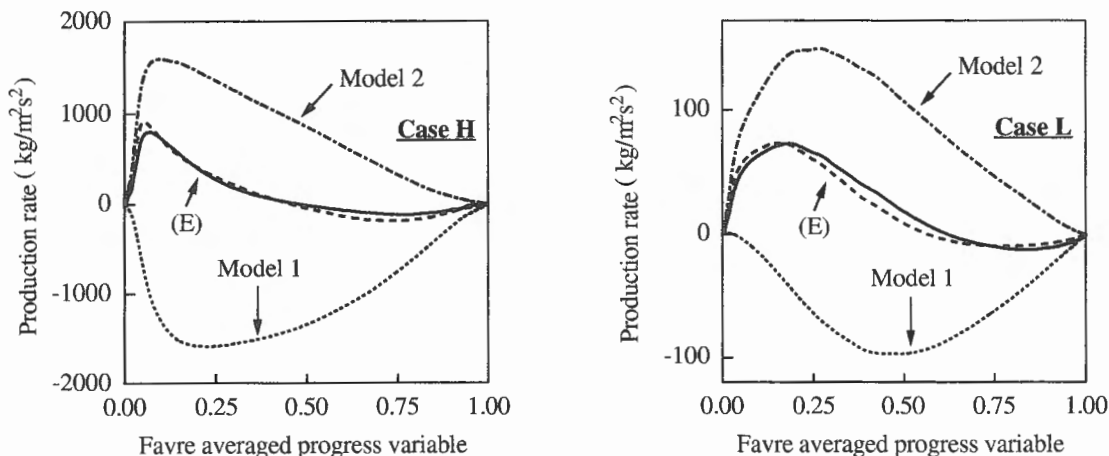 Production rate ( kg/m²s²)
2000
1000
0
-1000
-2000
Model 2
Case H
(E)
Model 1
0.00 0.25 0.50 0.75 1.00
Favre averaged progress variable
Production rate ( kg/m²s²)
100
0
-100
Model 2
Case L
(E)
Model 1
0.00 0.25 0.50 0.75 1.00
Favre averaged progress variable